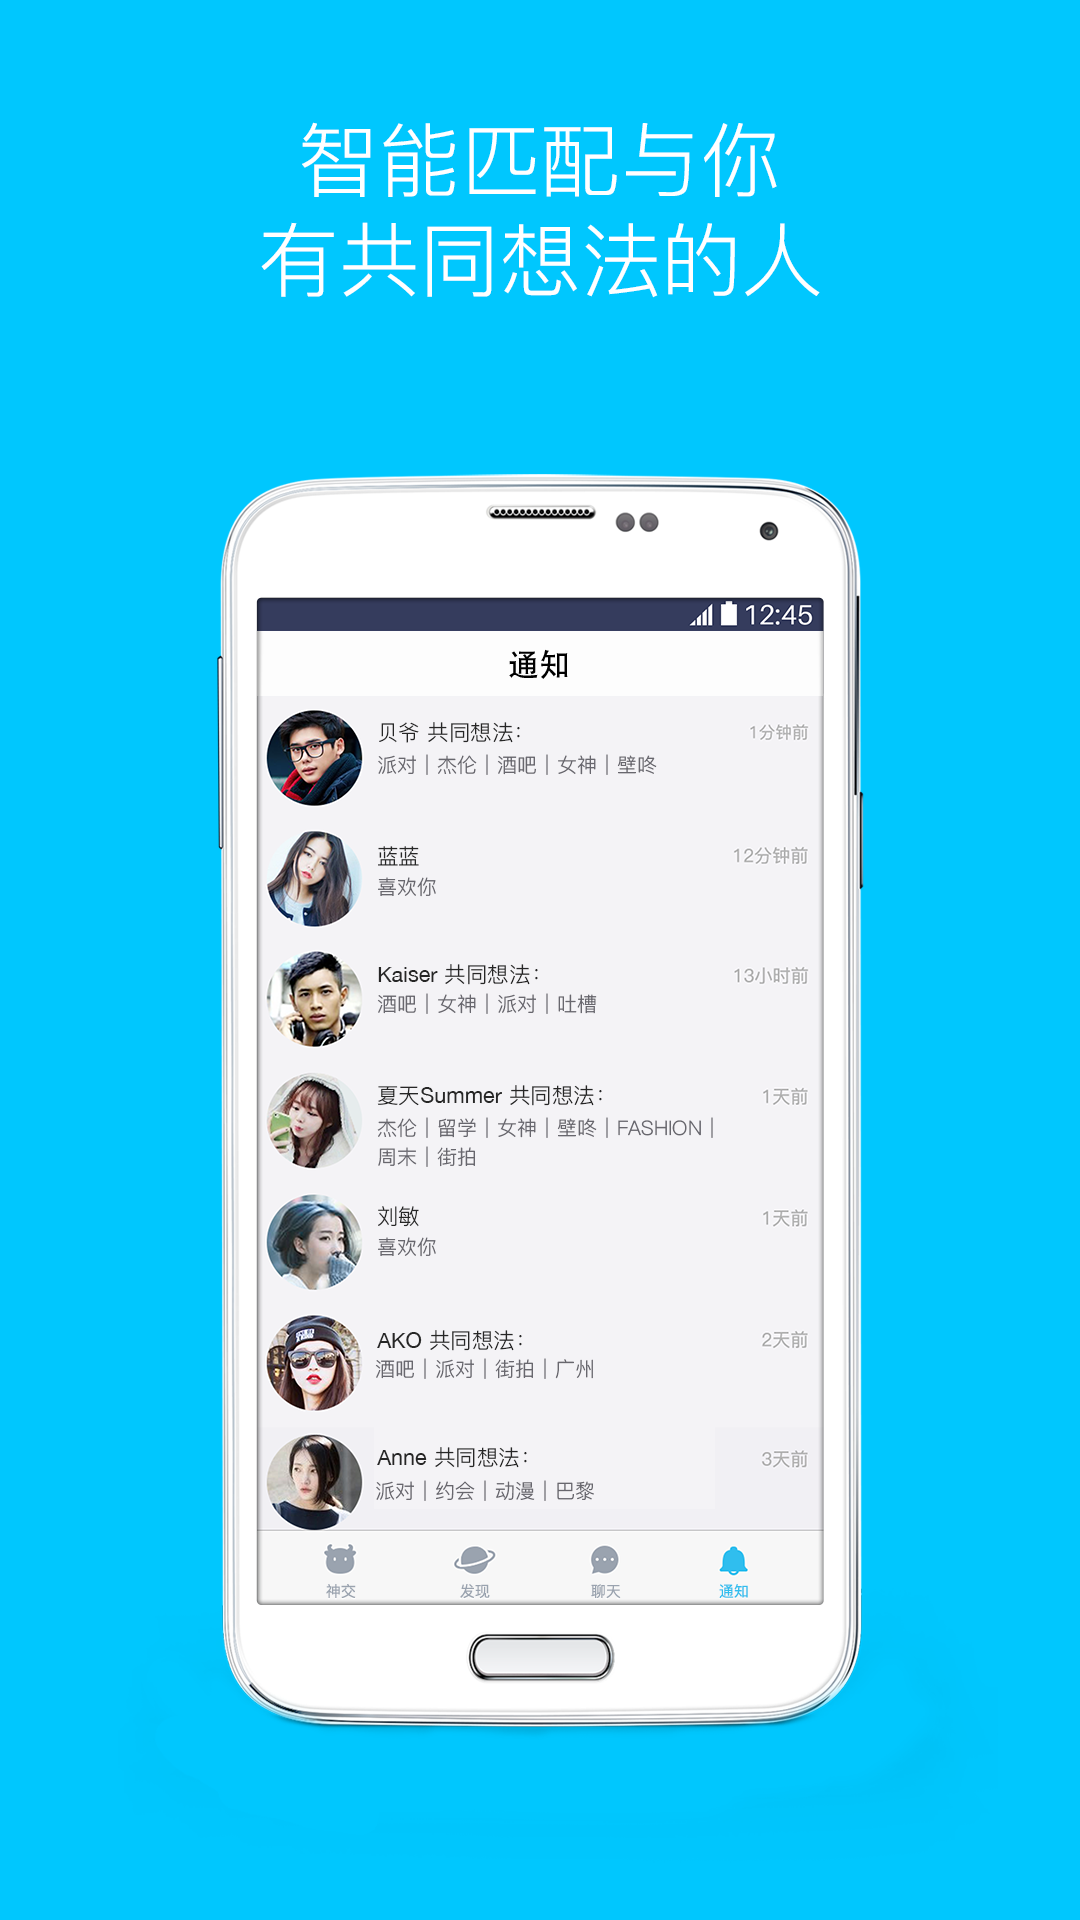 智能匹配与你
有共同想法的人
12:45
通知
贝爷 共同想法： 1分钟前
派对｜杰伦｜酒吧｜女神｜壁咚
蓝蓝 12分钟前
喜欢你
Kaiser 共同想法： 13小时前
酒吧｜女神｜派对｜吐槽
夏天Summer 共同想法： 1天前
杰伦｜留学｜女神｜壁咚｜FASHION｜
周末｜街拍
刘敏 1天前
喜欢你
AKO 共同想法： 2天前
酒吧｜派对｜街拍｜广州
Anne 共同想法： 3天前
派对｜约会｜动漫｜巴黎
神交 发现 聊天 通知